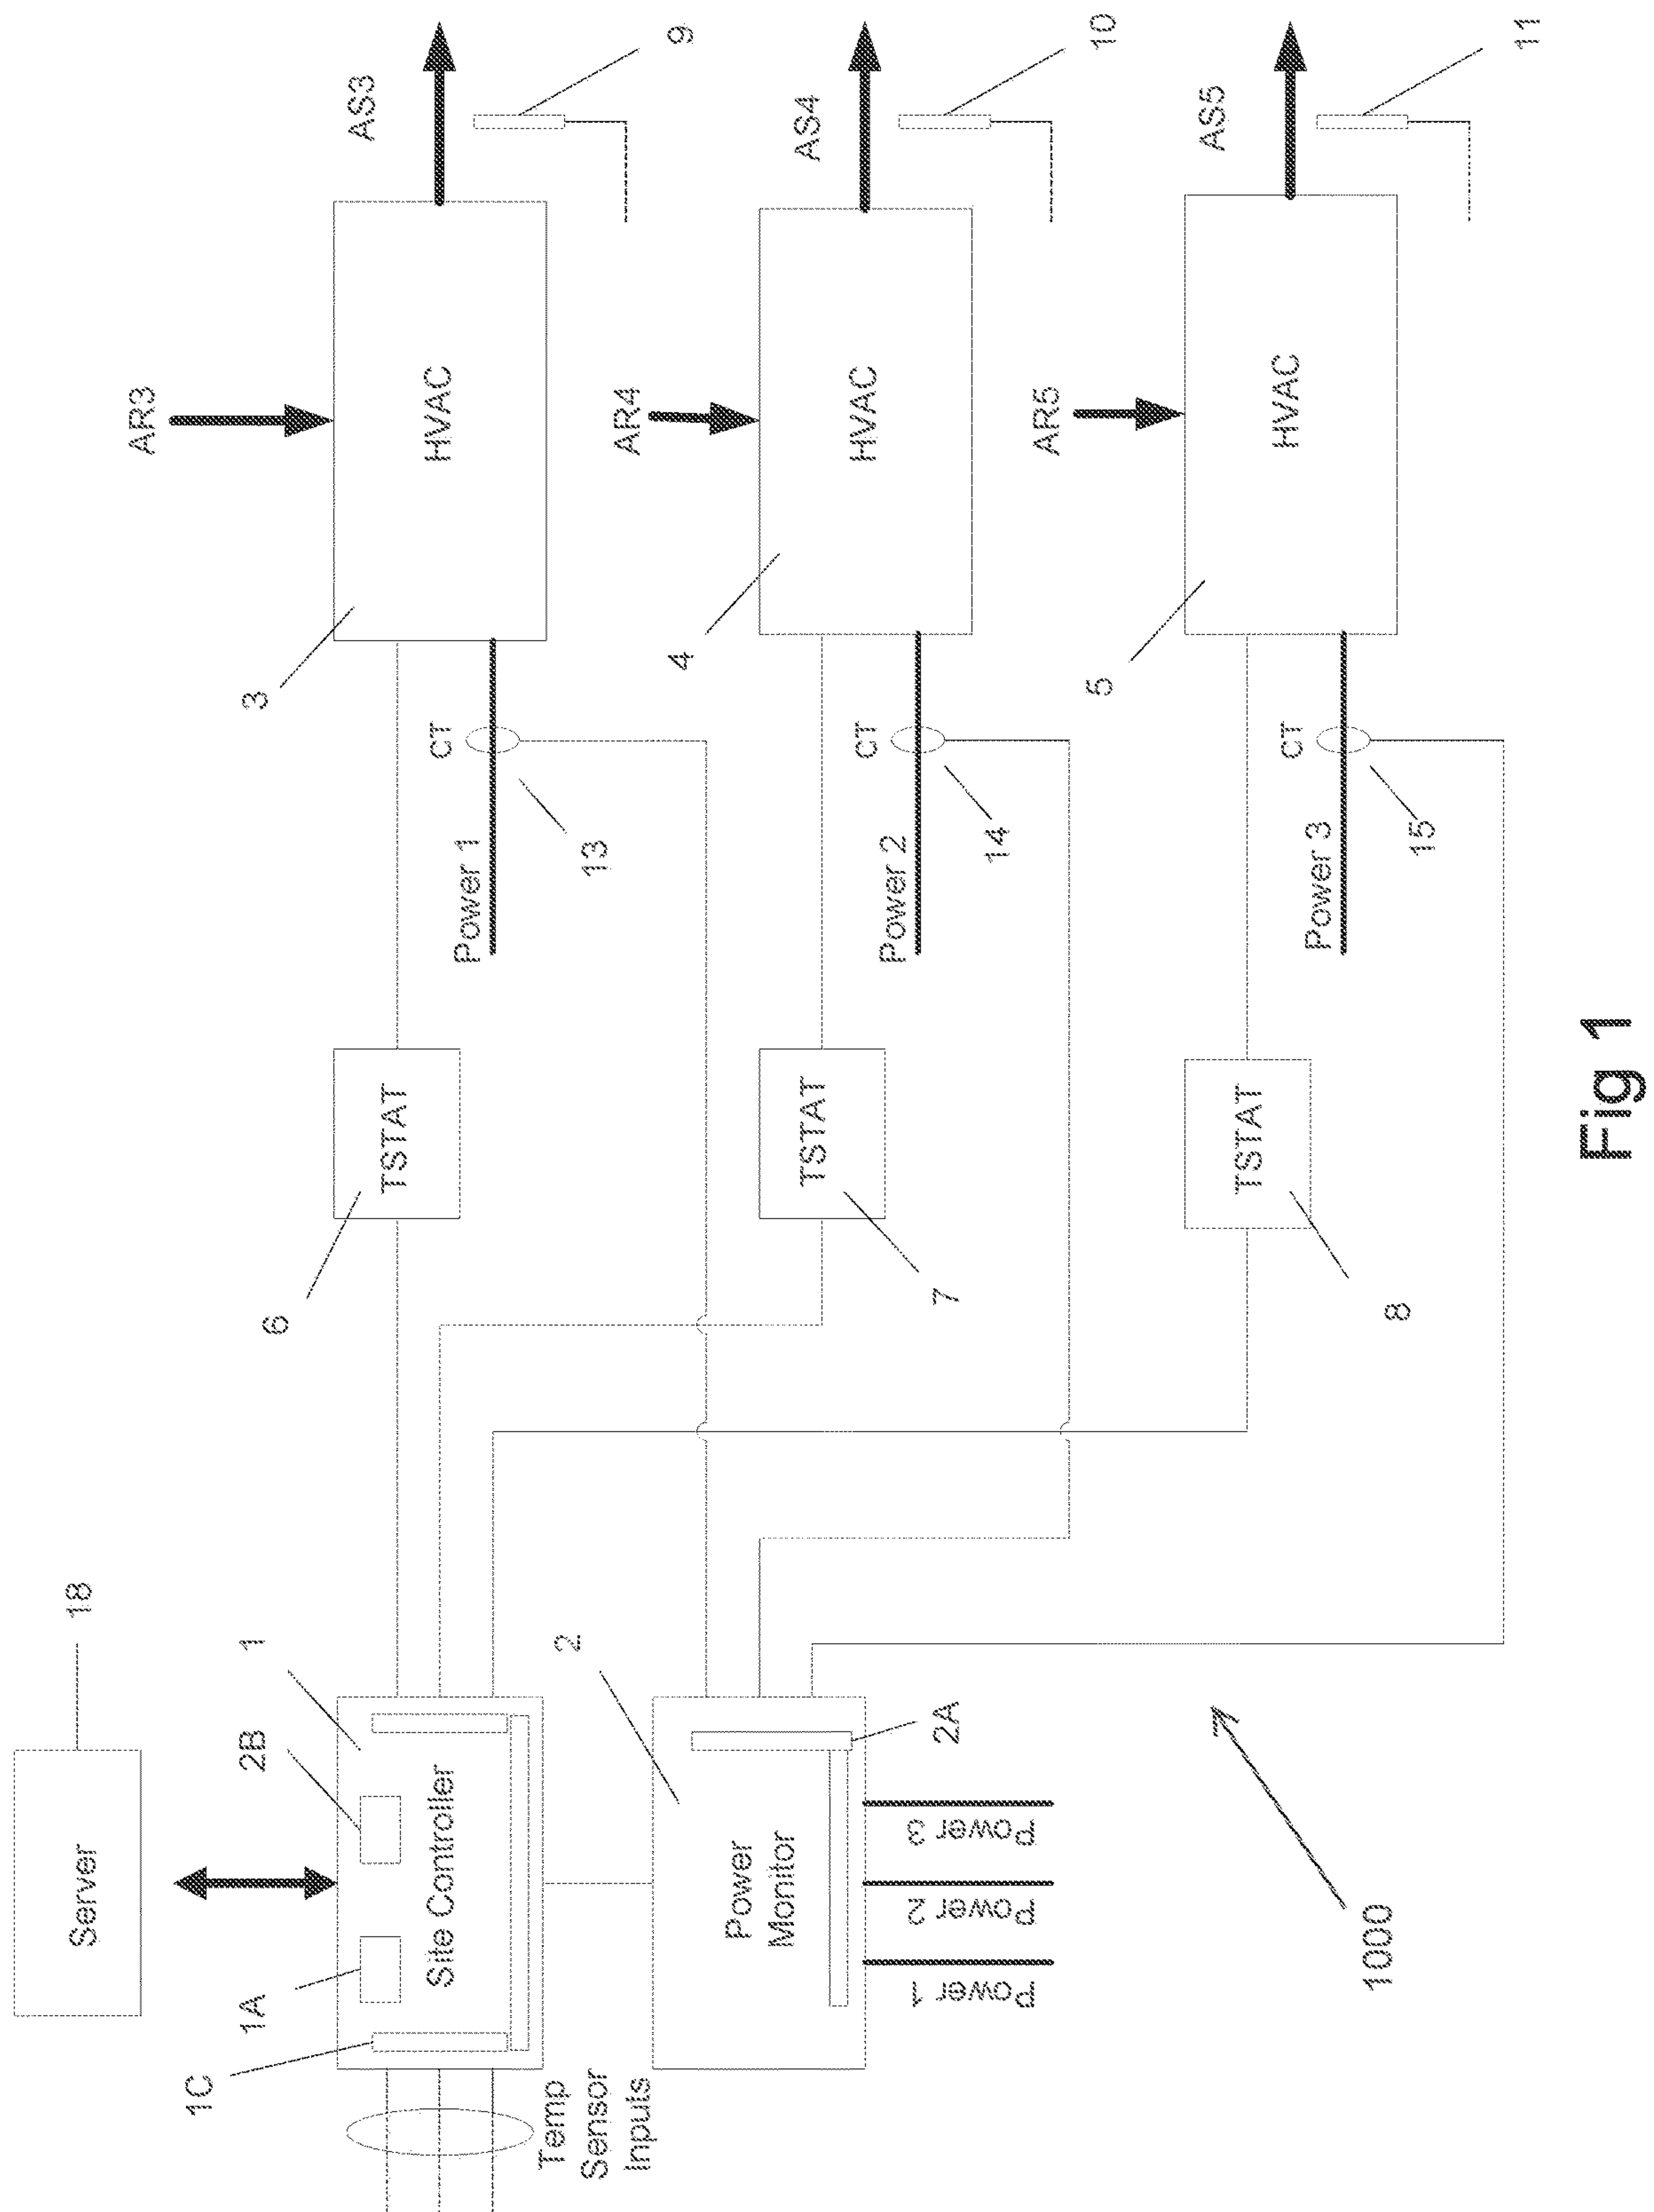 Server
18
AR3
1C
1A
2B
1
6
3
AS3
TSTAT
Site Controller
CT
HVAC
Power 1
Temp
Sensor
Inputs
2
13
AR4
4
9
Power
Monitor
TSTAT
AS4
CT
HVAC
Power 2
2A
7
14
AR5
5
10
Power 1
Power 2
Power 3
TSTAT
AS5
CT
HVAC
Power 3
1000
8
15
11
Fig 1